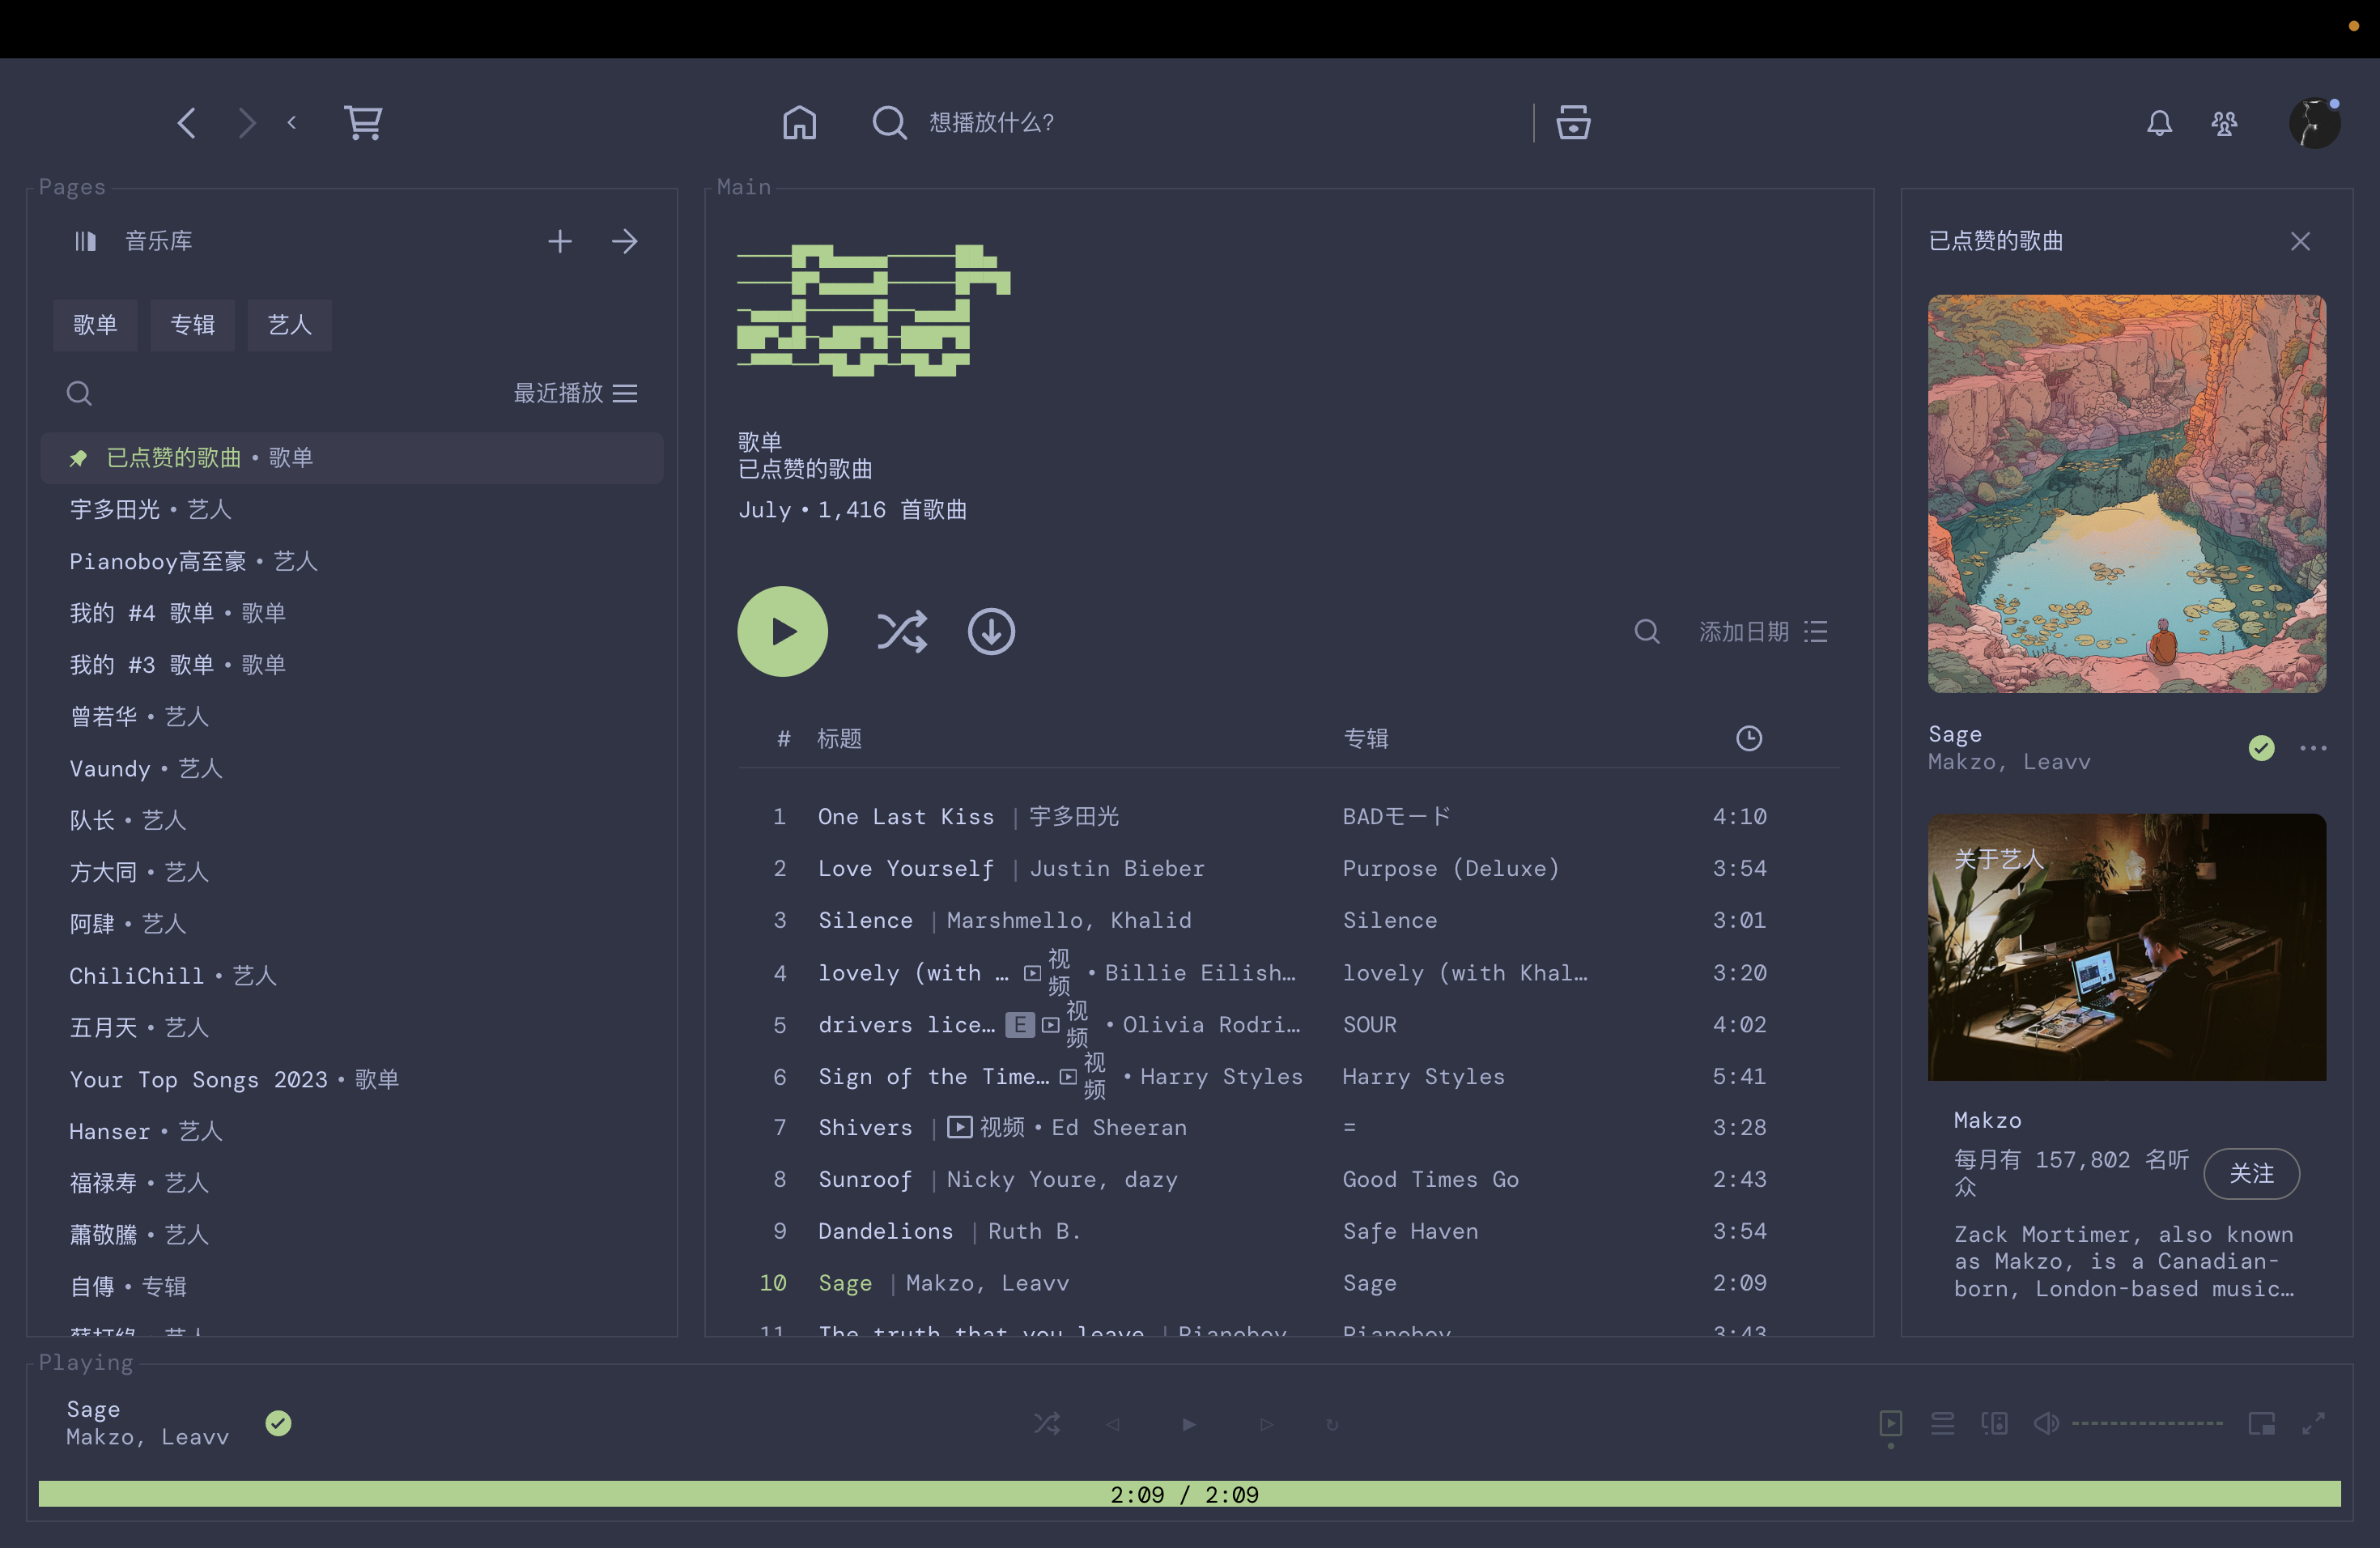 想播放什么?
Pages
音乐库
歌单
专辑
艺人
最近播放
已点赞的歌曲 • 歌单
宇多田光 • 艺人
Pianoboy高至豪 • 艺人
我的 #4 歌单 • 歌单
我的 #3 歌单 • 歌单
曾若华 • 艺人
Vaundy • 艺人
队长 • 艺人
方大同 • 艺人
阿肆 • 艺人
ChiliChill • 艺人
五月天 • 艺人
Your Top Songs 2023 • 歌单
Hanser • 艺人
福禄寿 • 艺人
蕭敬騰 • 艺人
自傳 • 专辑
Main
歌单
已点赞的歌曲
July • 1,416 首歌曲
添加日期
# 标题 专辑
1 One Last Kiss | 宇多田光 BADモード 4:10
2 Love Yourself | Justin Bieber Purpose (Deluxe) 3:54
3 Silence | Marshmello, Khalid Silence 3:01
4 lovely (with … 视频 • Billie Eilish… lovely (with Khal… 3:20
5 drivers lice… E 视频 • Olivia Rodri… SOUR 4:02
6 Sign of the Time… 视频 • Harry Styles Harry Styles 5:41
7 Shivers | 视频 • Ed Sheeran = 3:28
8 Sunroof | Nicky Youre, dazy Good Times Go 2:43
9 Dandelions | Ruth B. Safe Haven 3:54
10 Sage | Makzo, Leavv Sage 2:09
11 The truth that you leave | Pianoboy Pianoboy 3:43
已点赞的歌曲
Sage
Makzo, Leavv
关于艺人
Makzo
每月有 157,802 名听
众
关注
Zack Mortimer, also known
as Makzo, is a Canadian-
born, London-based music…
Playing
Sage
Makzo, Leavv
2:09 / 2:09